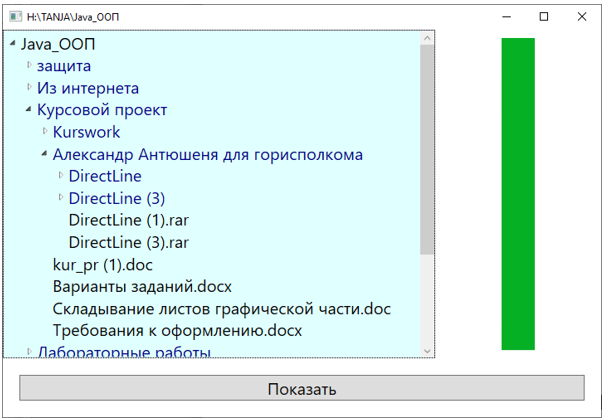 H:\TANJA\Java_ООП
Java_ООП
защита
Из интернета
Курсовой проект
Kurswork
Александр Антюшеня для горисполкома
DirectLine
DirectLine (3)
DirectLine (1).rar
DirectLine (3).rar
kur_pr (1).doc
Варианты заданий.docx
Складывание листов графической части.doc
Требования к оформлению.docx
Лабораторные работы
Показать